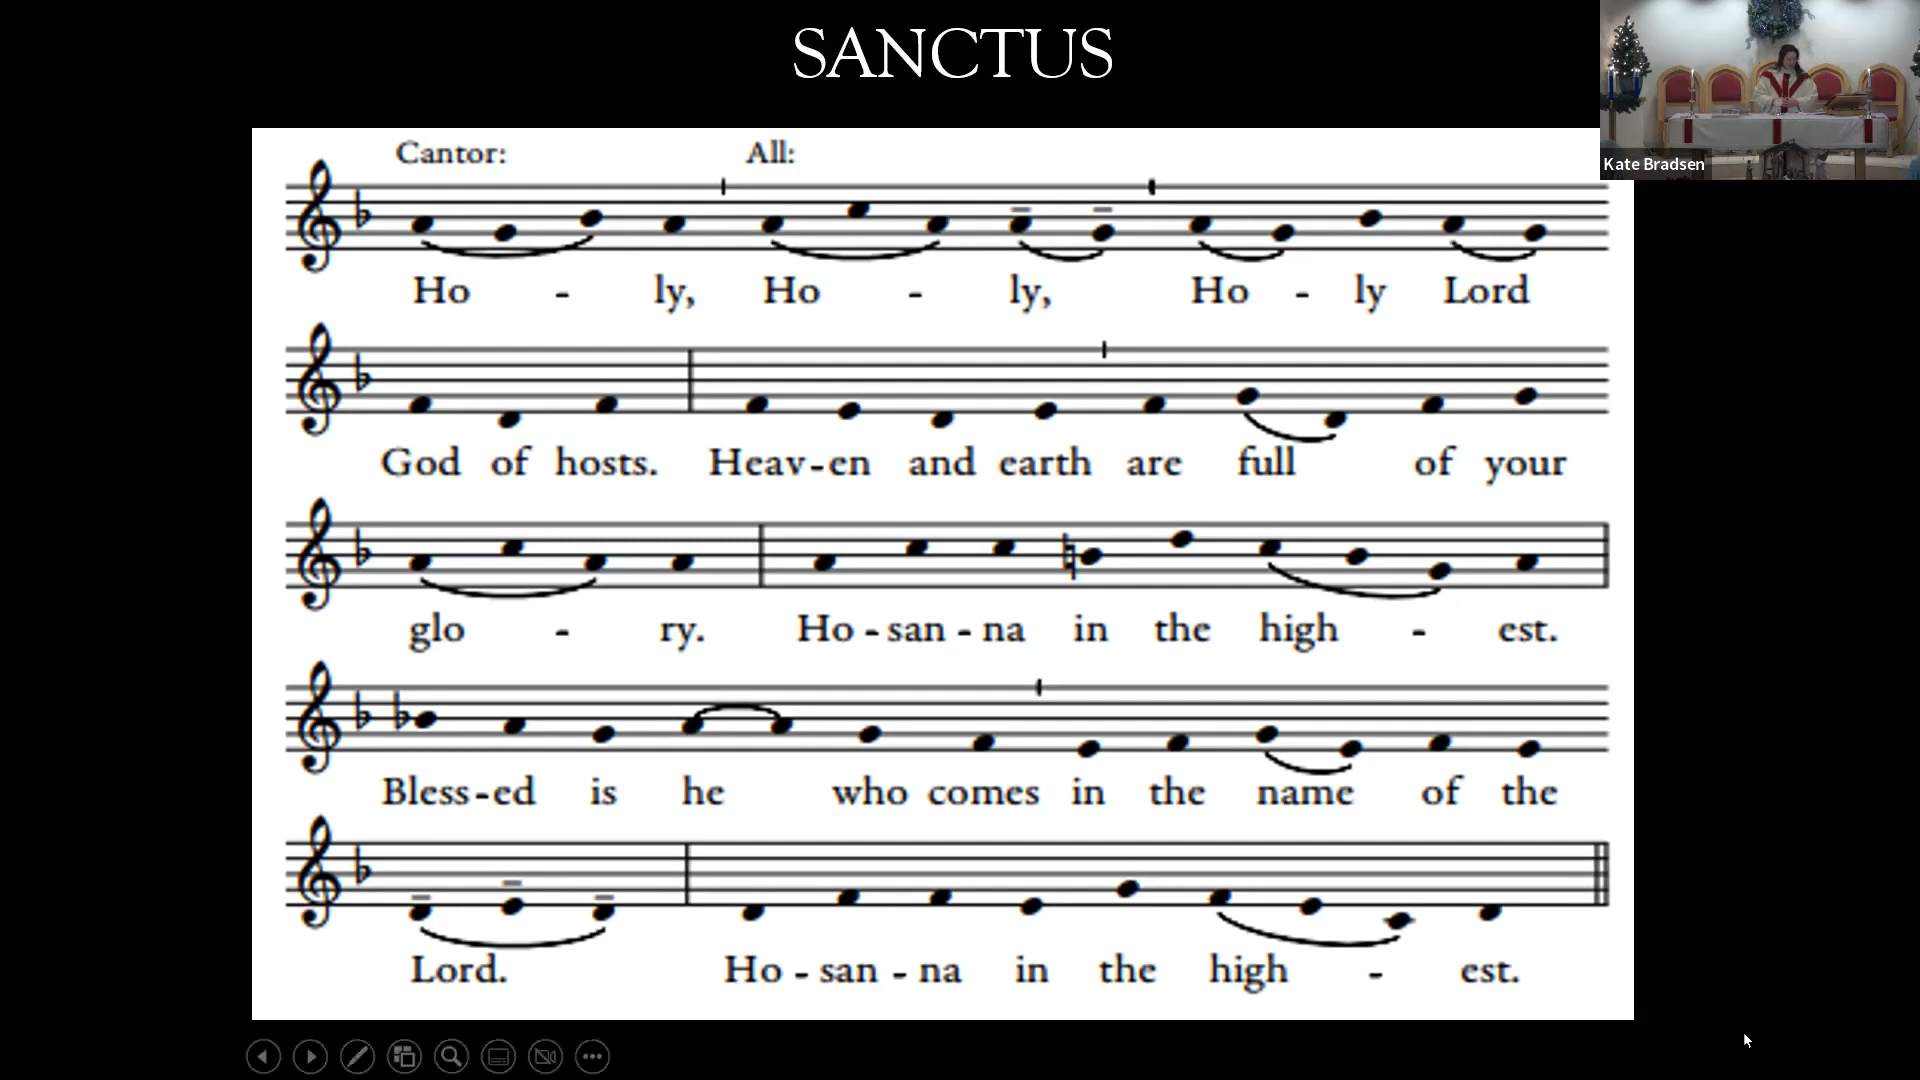 SANCTUS
Kate Bradsen
Cantor: All:
Ho - ly, Ho - ly, Ho - ly Lord
God of hosts. Heav-en and earth are full of your
glo - ry. Ho-san-na in the high - est.
Bless-ed is he who comes in the name of the
Lord. Ho-san-na in the high - est.